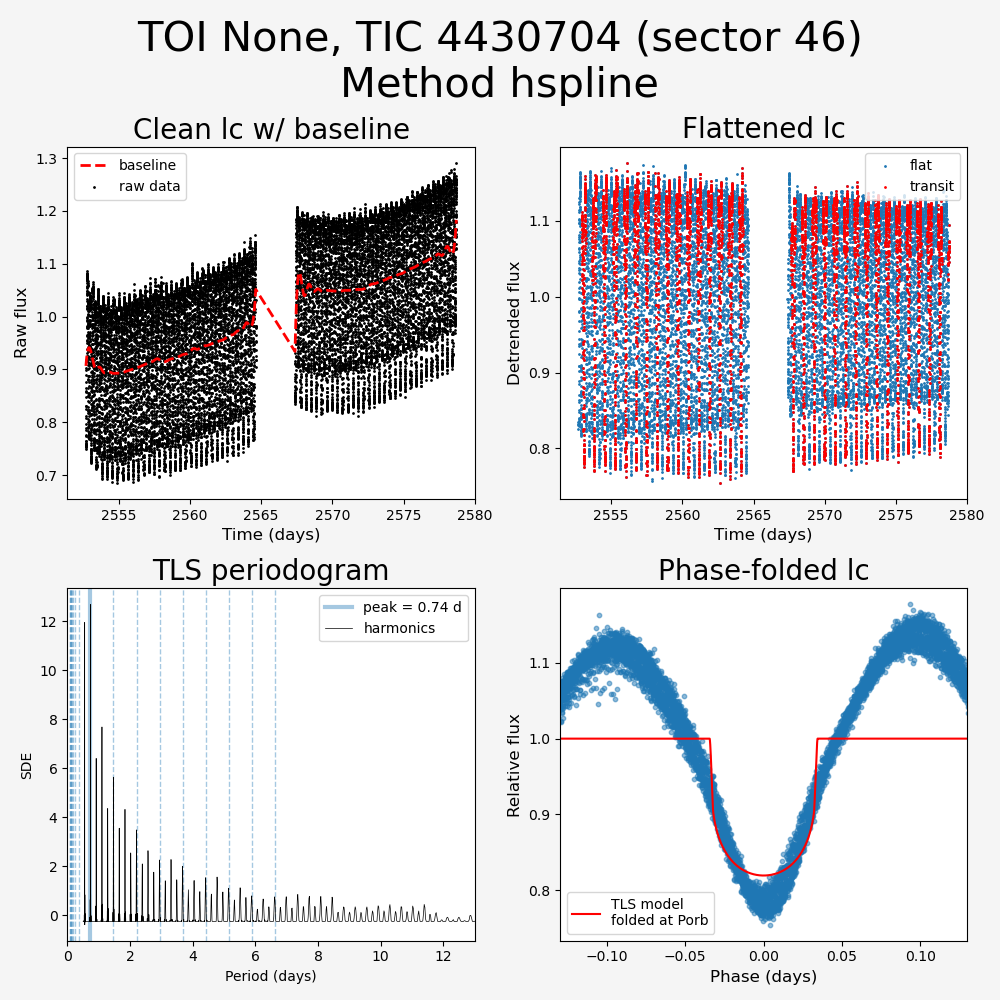 TOI None, TIC 4430704 (sector 46)
Method hspline
Clean lc w/ baseline
baseline
raw data
1.3
1.2
1.1
1.0
0.9
0.8
0.7
Raw flux
2555 2560 2565 2570 2575 2580
Time (days)
Flattened lc
flat
transit
1.1
1.0
0.9
0.8
Detrended flux
2555 2560 2565 2570 2575 2580
Time (days)
TLS periodogram
peak = 0.74 d
harmonics
12
10
8
6
4
2
0
SDE
0 2 4 6 8 10 12
Period (days)
Phase-folded lc
1.1
1.0
0.9
0.8
Relative flux
TLS model
folded at Porb
−0.10 −0.05 0.00 0.05 0.10
Phase (days)